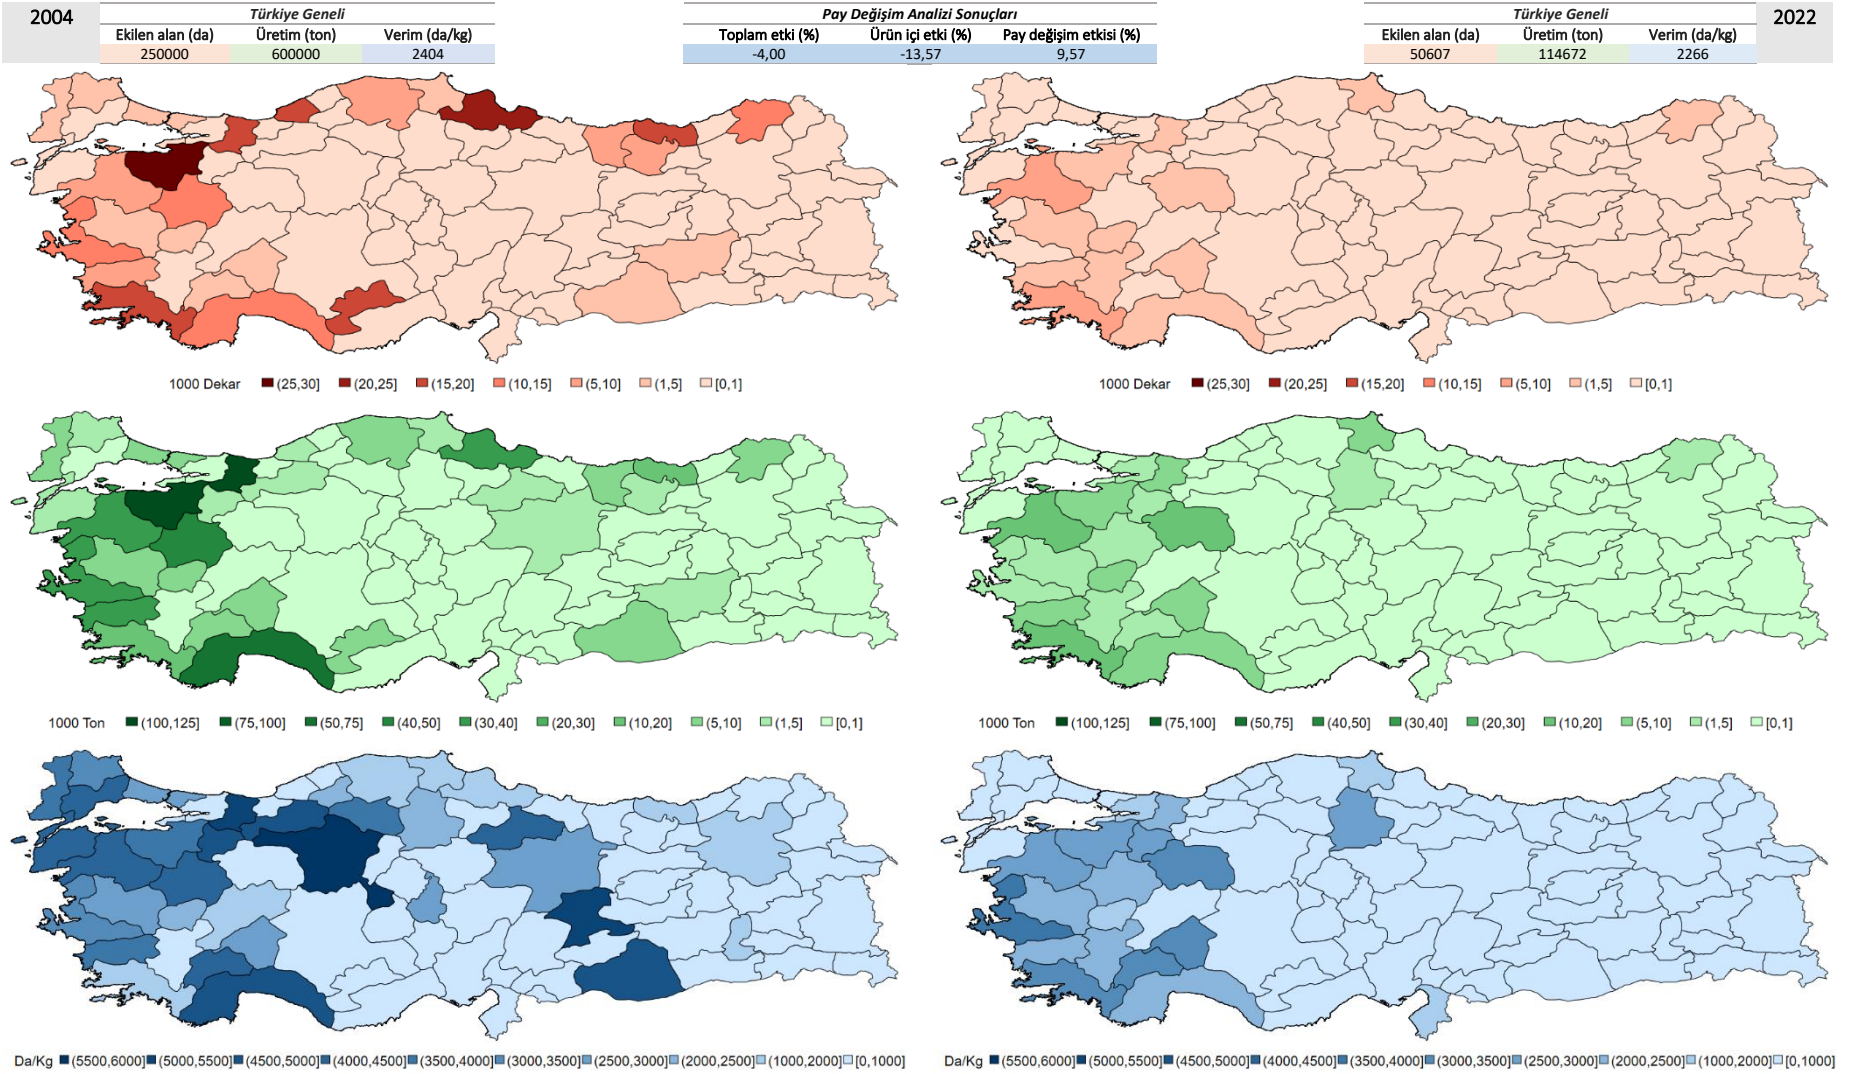 2004
Türkiye Geneli
Ekilen alan (da) Üretim (ton) Verim (da/kg)
250000 600000 2404
Pay Değişim Analizi Sonuçları
Toplam etki (%) Ürün içi etki (%) Pay değişim etkisi (%)
-4,00 -13,57 9,57
Türkiye Geneli
Ekilen alan (da) Üretim (ton) Verim (da/kg)
50607 114672 2266
2022
1000 Dekar (25,30] (20,25] (15,20] (10,15] (5,10] (1,5] [0,1]
1000 Dekar (25,30] (20,25] (15,20] (10,15] (5,10] (1,5] [0,1]
1000 Ton (100,125] (75,100] (50,75] (40,50] (30,40] (20,30] (10,20] (5,10] (1,5] [0,1]
1000 Ton (100,125] (75,100] (50,75] (40,50] (30,40] (20,30] (10,20] (5,10] (1,5] [0,1]
Da/Kg (5500,6000] (5000,5500] (4500,5000] (4000,4500] (3500,4000] (3000,3500] (2500,3000] (2000,2500] (1000,2000] [0,1000]
Da/Kg (5500,6000] (5000,5500] (4500,5000] (4000,4500] (3500,4000] (3000,3500] (2500,3000] (2000,2500] (1000,2000] [0,1000]